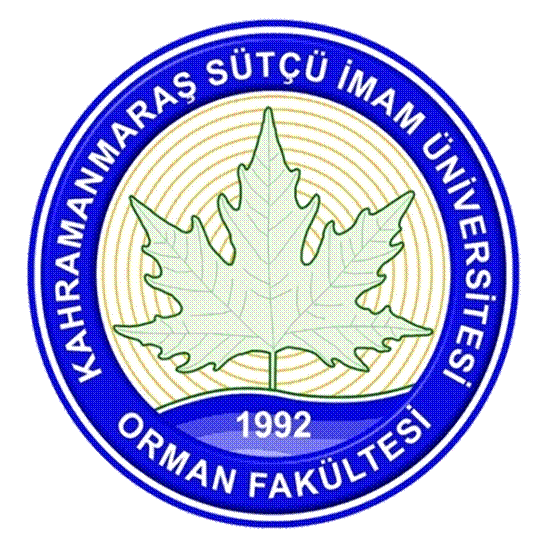 KAHRAMANMARAŞ SÜTÇÜ İMAM ÜNİVERSİTESİ
1992
ORMAN FAKÜLTESİ